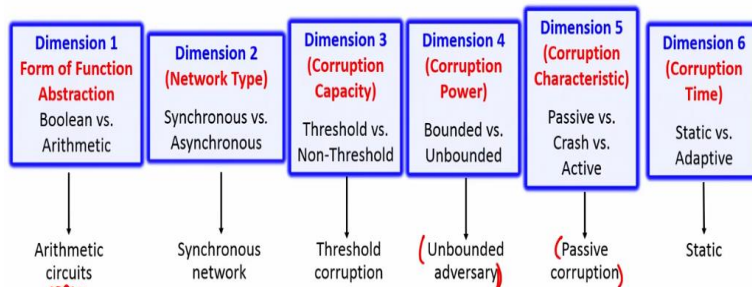 Dimension 1
Form of Function
Abstraction
Boolean vs.
Arithmetic
Dimension 2
(Network Type)
Synchronous vs.
Asynchronous
Dimension 3
(Corruption
Capacity)
Threshold vs.
Non-Threshold
Dimension 4
(Corruption
Power)
Bounded vs.
Unbounded
Dimension 5
(Corruption
Characteristic)
Passive vs.
Crash vs.
Active
Dimension 6
(Corruption
Time)
Static vs.
Adaptive
Arithmetic
circuits
Synchronous
network
Threshold
corruption
(Unbounded
adversary)
(Passive
corruption)
Static